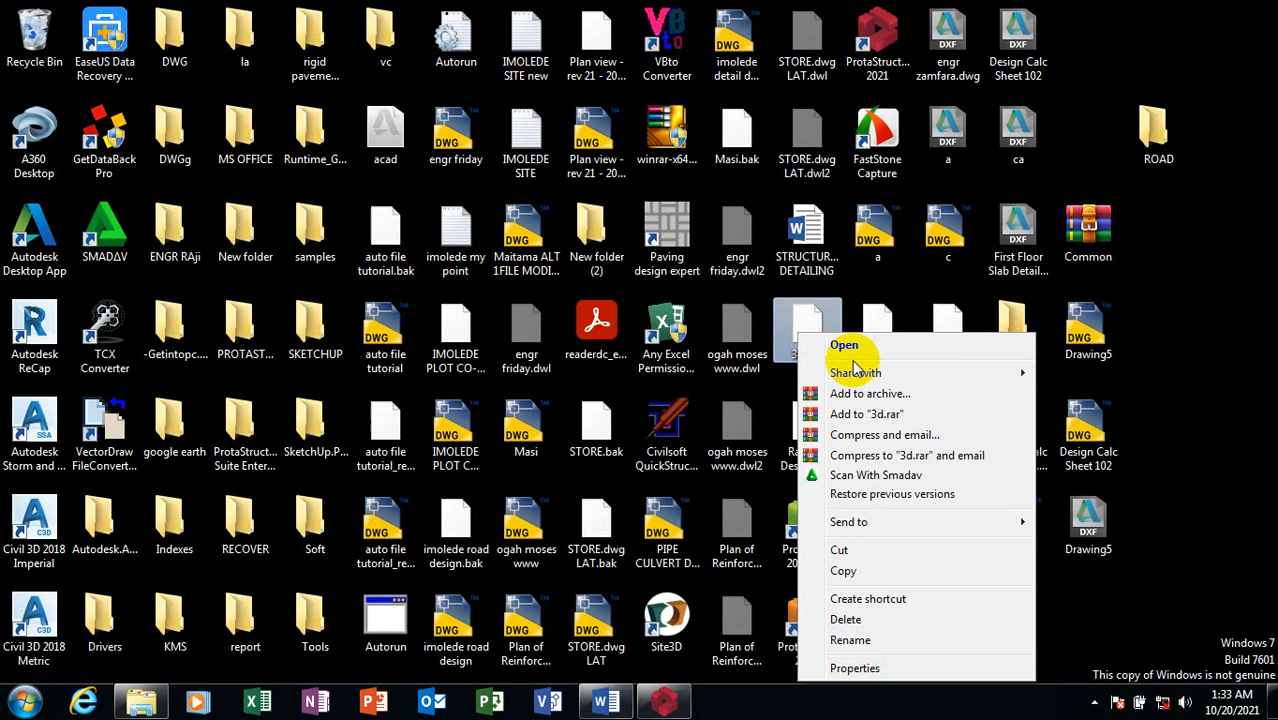 Recycle Bin
EaseUS Data
Recovery ...
DWG
la
rigid
paveme...
vc
Autorun
IMOLEDE
SITE new
Plan view -
rev 21 - 20...
VBto
Converter
imolede
detail d...
STORE.dwg
LAT.dwl
ProtaStruct...
2021
engr
zamfara.dwg
Design Calc
Sheet 102
A360
Desktop
GetDataBack
Pro
DWGg
MS OFFICE
Runtime_G...
acad
engr friday
IMOLEDE
SITE
Plan view -
rev 21 - 20...
winrar-x64...
Masi.bak
STORE.dwg
LAT.dwl2
FastStone
Capture
a
ca
ROAD
Autodesk
Desktop App
SMADΔV
ENGR RAji
New folder
samples
auto file
tutorial.bak
imolede my
point
Maitama ALT
1FILE MODI...
New folder
(2)
Paving
design expert
engr
friday.dwl2
STRUCTUR...
DETAILING
a
c
First Floor
Slab Detai...
Common
Autodesk
ReCap
TCX
Converter
-Getintopc....
PROTAST...
SKETCHUP
auto file
tutorial
IMOLEDE
PLOT CO-...
engr
friday.dwl
readerdc_e...
Any Excel
Permissio...
ogah moses
www.dwl
Drawing5
Autodesk
Storm and ...
VectorDraw
FileConvert...
google earth
ProtaStruct...
Suite Enter...
SketchUp.P...
auto file
tutorial_re...
IMOLEDE
PLOT C...
Masi
STORE.bak
Civilsoft
QuickStruc...
ogah moses
www.dwl2
Design Calc
Sheet 102
Civil 3D 2018
Imperial
Autodesk.A...
Indexes
RECOVER
Soft
auto file
tutorial_re...
imolede road
design.bak
ogah moses
www
STORE.dwg
LAT.bak
PIPE
CULVERT D...
Plan of
Reinforc...
Drawing5
Civil 3D 2018
Metric
Drivers
KMS
report
Tools
Autorun
imolede road
design
Plan of
Reinforc...
STORE.dwg
LAT
Site3D
Plan of
Reinforc...
Open
Share with
Add to archive...
Add to "3d.rar"
Compress and email...
Compress to "3d.rar" and email
Scan With Smadav
Restore previous versions
Send to
Cut
Copy
Create shortcut
Delete
Rename
Properties
Windows 7
Build 7601
This copy of Windows is not genuine
1:33 AM
10/20/2021